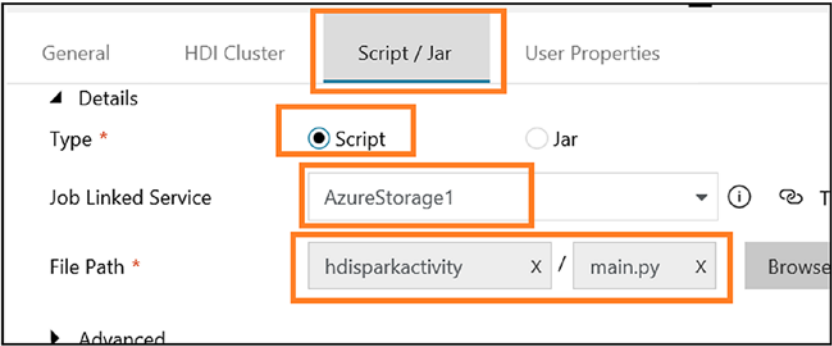 General HDI Cluster Script / Jar User Properties
Details
Type * Script Jar
Job Linked Service AzureStorage1 T
File Path * hdisparkactivity x / main.py x Browse
Advanced